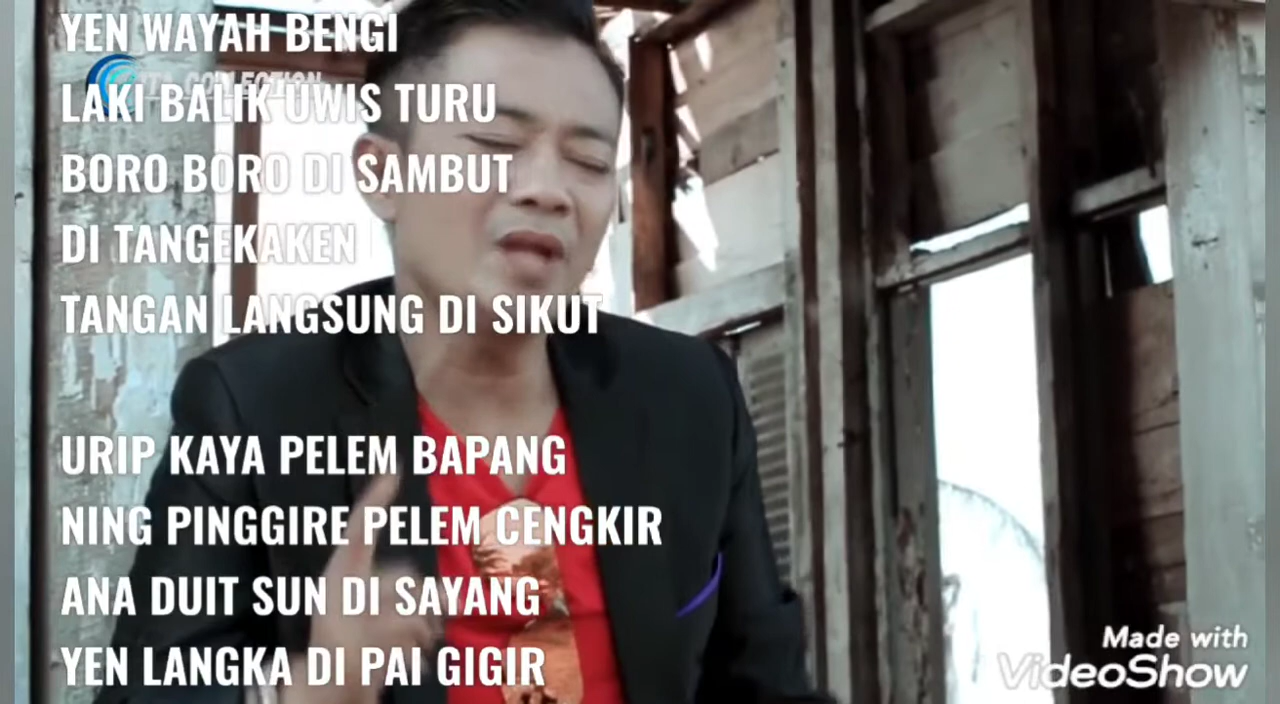 YEN WAYAH BENGI
LAKI BALIK UWIS TURU
BORO BORO DI SAMBUT
DI TANGEKAKEN
TANGAN LANGSUNG DI SIKUT
URIP KAYA PELEM BAPANG
NING PINGGIRE PELEM CENGKIR
ANA DUIT SUN DI SAYANG
YEN LANGKA DI PAI GIGIR
COLLECTION
Made with
VideoShow